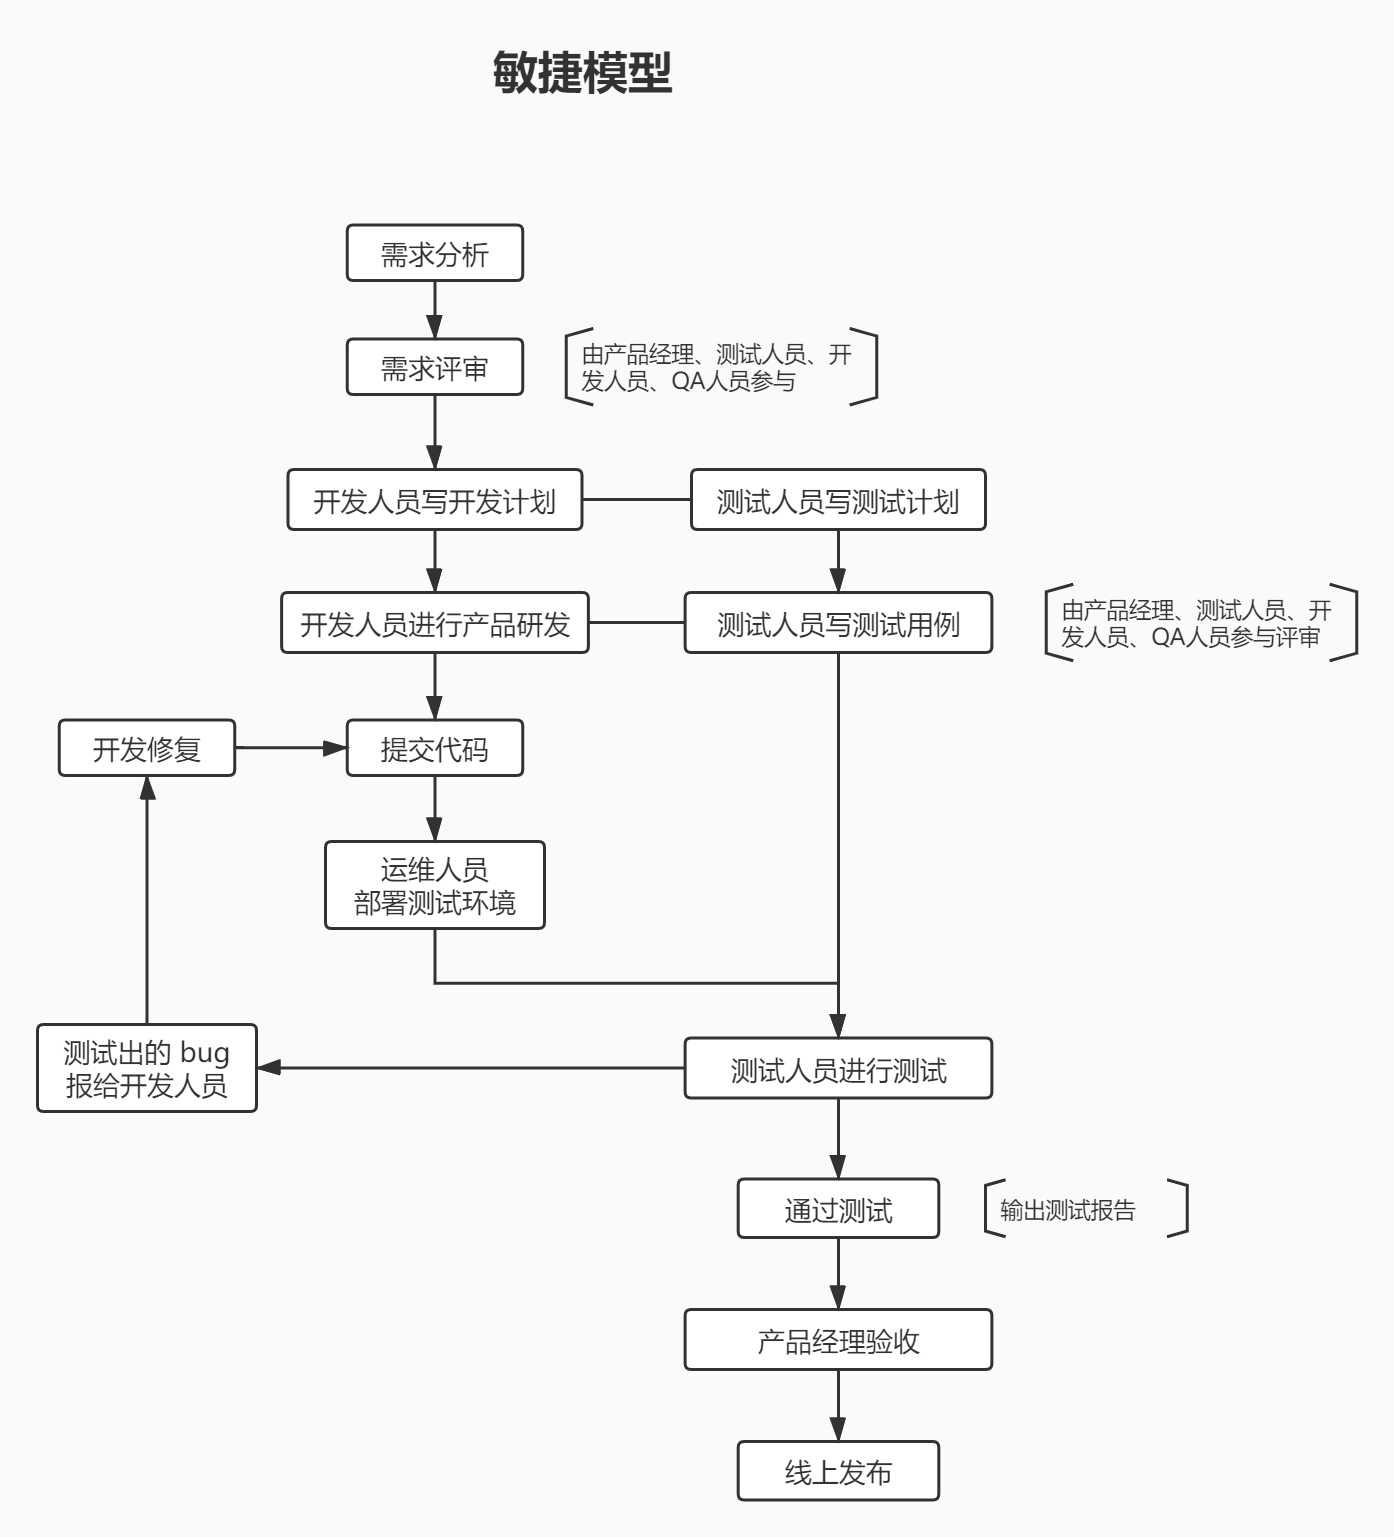 敏捷模型
需求分析
需求评审
由产品经理、测试人员、开
发人员、QA人员参与
开发人员写开发计划
测试人员写测试计划
开发人员进行产品研发
测试人员写测试用例
由产品经理、测试人员、开
发人员、QA人员参与评审
开发修复
提交代码
运维人员
部署测试环境
测试出的 bug
报给开发人员
测试人员进行测试
通过测试
输出测试报告
产品经理验收
线上发布